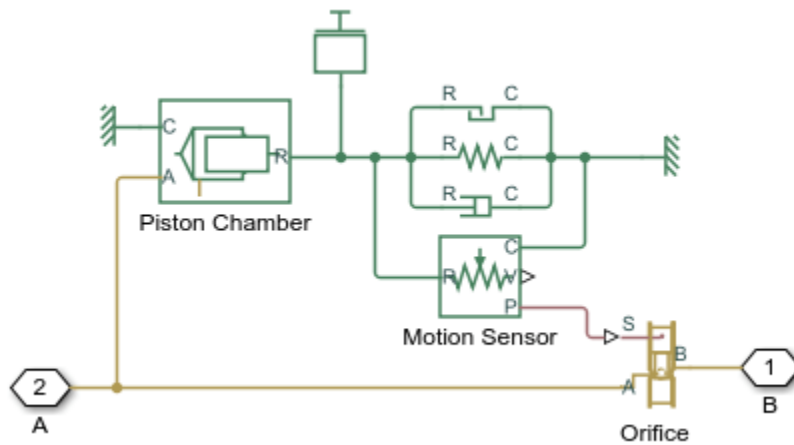 R C
C
R C
R
A
R C
Piston Chamber
C
R V
P
S
Motion Sensor
B
2
1
A
A
B
Orifice